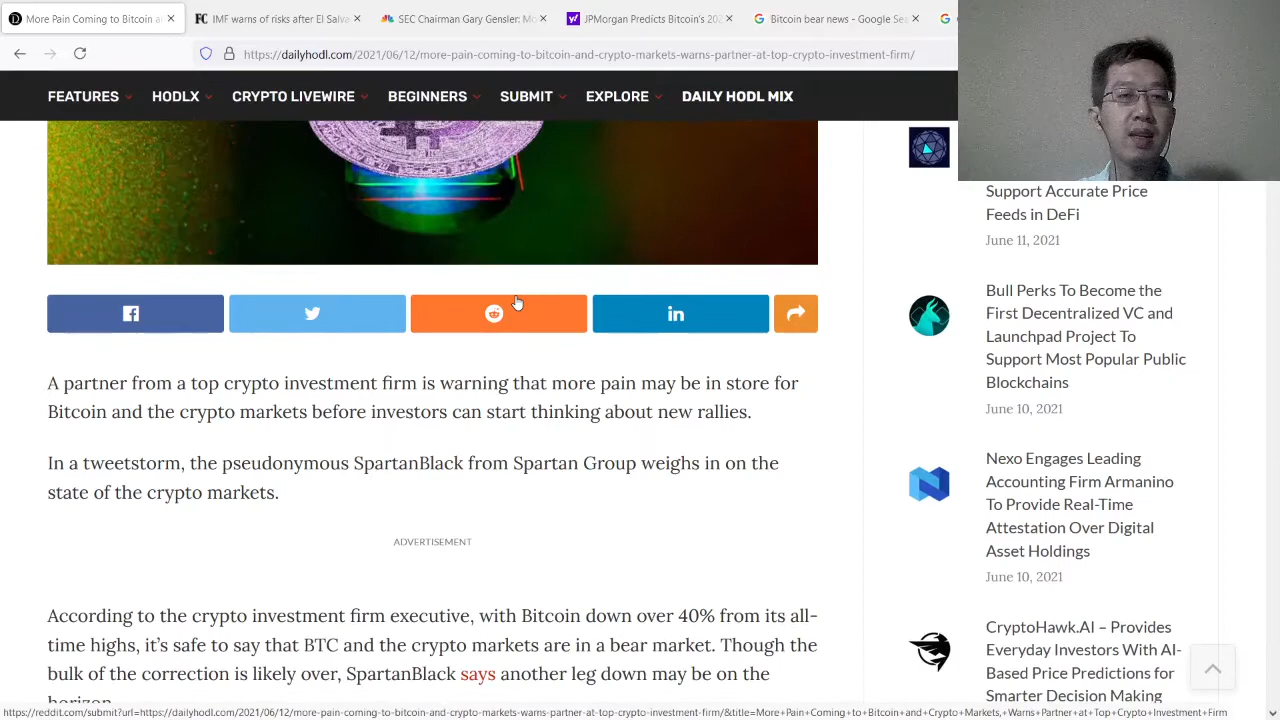 More Pain Coming to Bitcoin a
IMF warns of risks after El Salva
SEC Chairman Gary Gensler: Mo
JPMorgan Predicts Bitcoin's 202
Bitcoin bear news - Google Sea
https://dailyhodl.com/2021/06/12/more-pain-coming-to-bitcoin-and-crypto-markets-warns-partner-at-top-crypto-investment-firm/
FEATURES
HODLX
CRYPTO LIVEWIRE
BEGINNERS
SUBMIT
EXPLORE
DAILY HODL MIX
A partner from a top crypto investment firm is warning that more pain may be in store for
Bitcoin and the crypto markets before investors can start thinking about new rallies.
In a tweetstorm, the pseudonymous SpartanBlack from Spartan Group weighs in on the
state of the crypto markets.
ADVERTISEMENT
According to the crypto investment firm executive, with Bitcoin down over 40% from its all-
time highs, it's safe to say that BTC and the crypto markets are in a bear market. Though the
bulk of the correction is likely over, SpartanBlack says another leg down may be on the
horizon.
Support Accurate Price
Feeds in DeFi
June 11, 2021
Bull Perks To Become the
First Decentralized VC and
Launchpad Project To
Support Most Popular Public
Blockchains
June 10, 2021
Nexo Engages Leading
Accounting Firm Armanino
To Provide Real-Time
Attestation Over Digital
Asset Holdings
June 10, 2021
CryptoHawk.AI – Provides
Everyday Investors With AI-
Based Price Predictions for
Smarter Decision Making
https://reddit.com/submit?url=https://dailyhodl.com/2021/06/12/more-pain-coming-to-bitcoin-and-crypto-markets-warns-partner-at-top-crypto-investment-firm/&title=More+Pain+Coming+to+Bitcoin+and+Crypto+Markets,+Warns+Partner+at+Top+Crypto+Investment+Firm